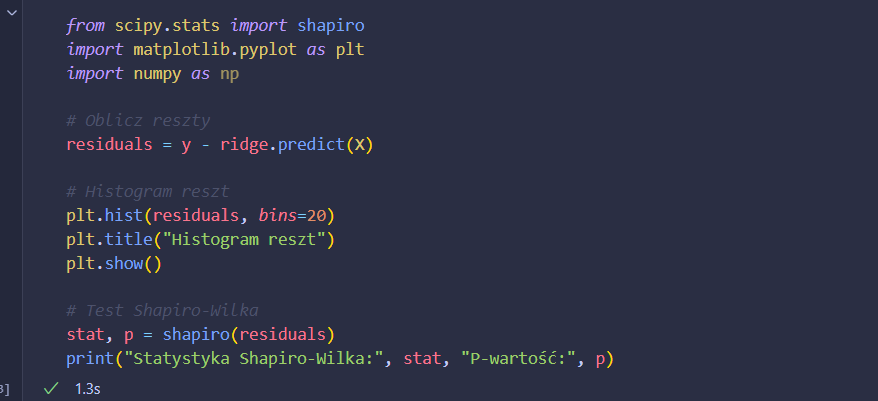 from scipy.stats import shapiro
import matplotlib.pyplot as plt
import numpy as np
# Oblicz reszty
residuals = y - ridge.predict(X)
# Histogram reszt
plt.hist(residuals, bins=20)
plt.title("Histogram reszt")
plt.show()
# Test Shapiro-Wilka
stat, p = shapiro(residuals)
print("Statystyka Shapiro-Wilka:", stat, "P-wartość:", p)
1.3s